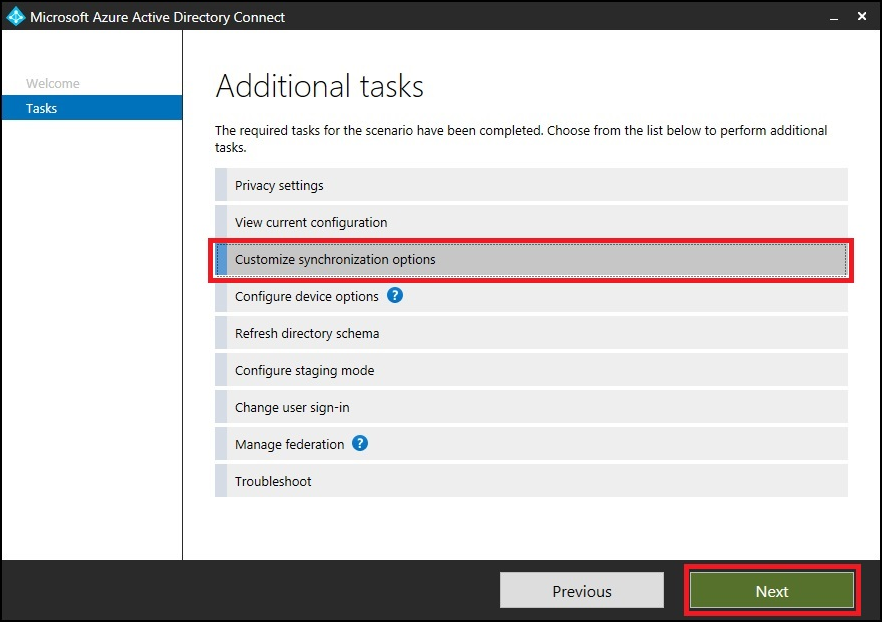 Microsoft Azure Active Directory Connect
Welcome
Tasks
Additional tasks
The required tasks for the scenario have been completed. Choose from the list below to perform additional
tasks.
Privacy settings
View current configuration
Customize synchronization options
Configure device options ?
Refresh directory schema
Configure staging mode
Change user sign-in
Manage federation ?
Troubleshoot
Previous
Next